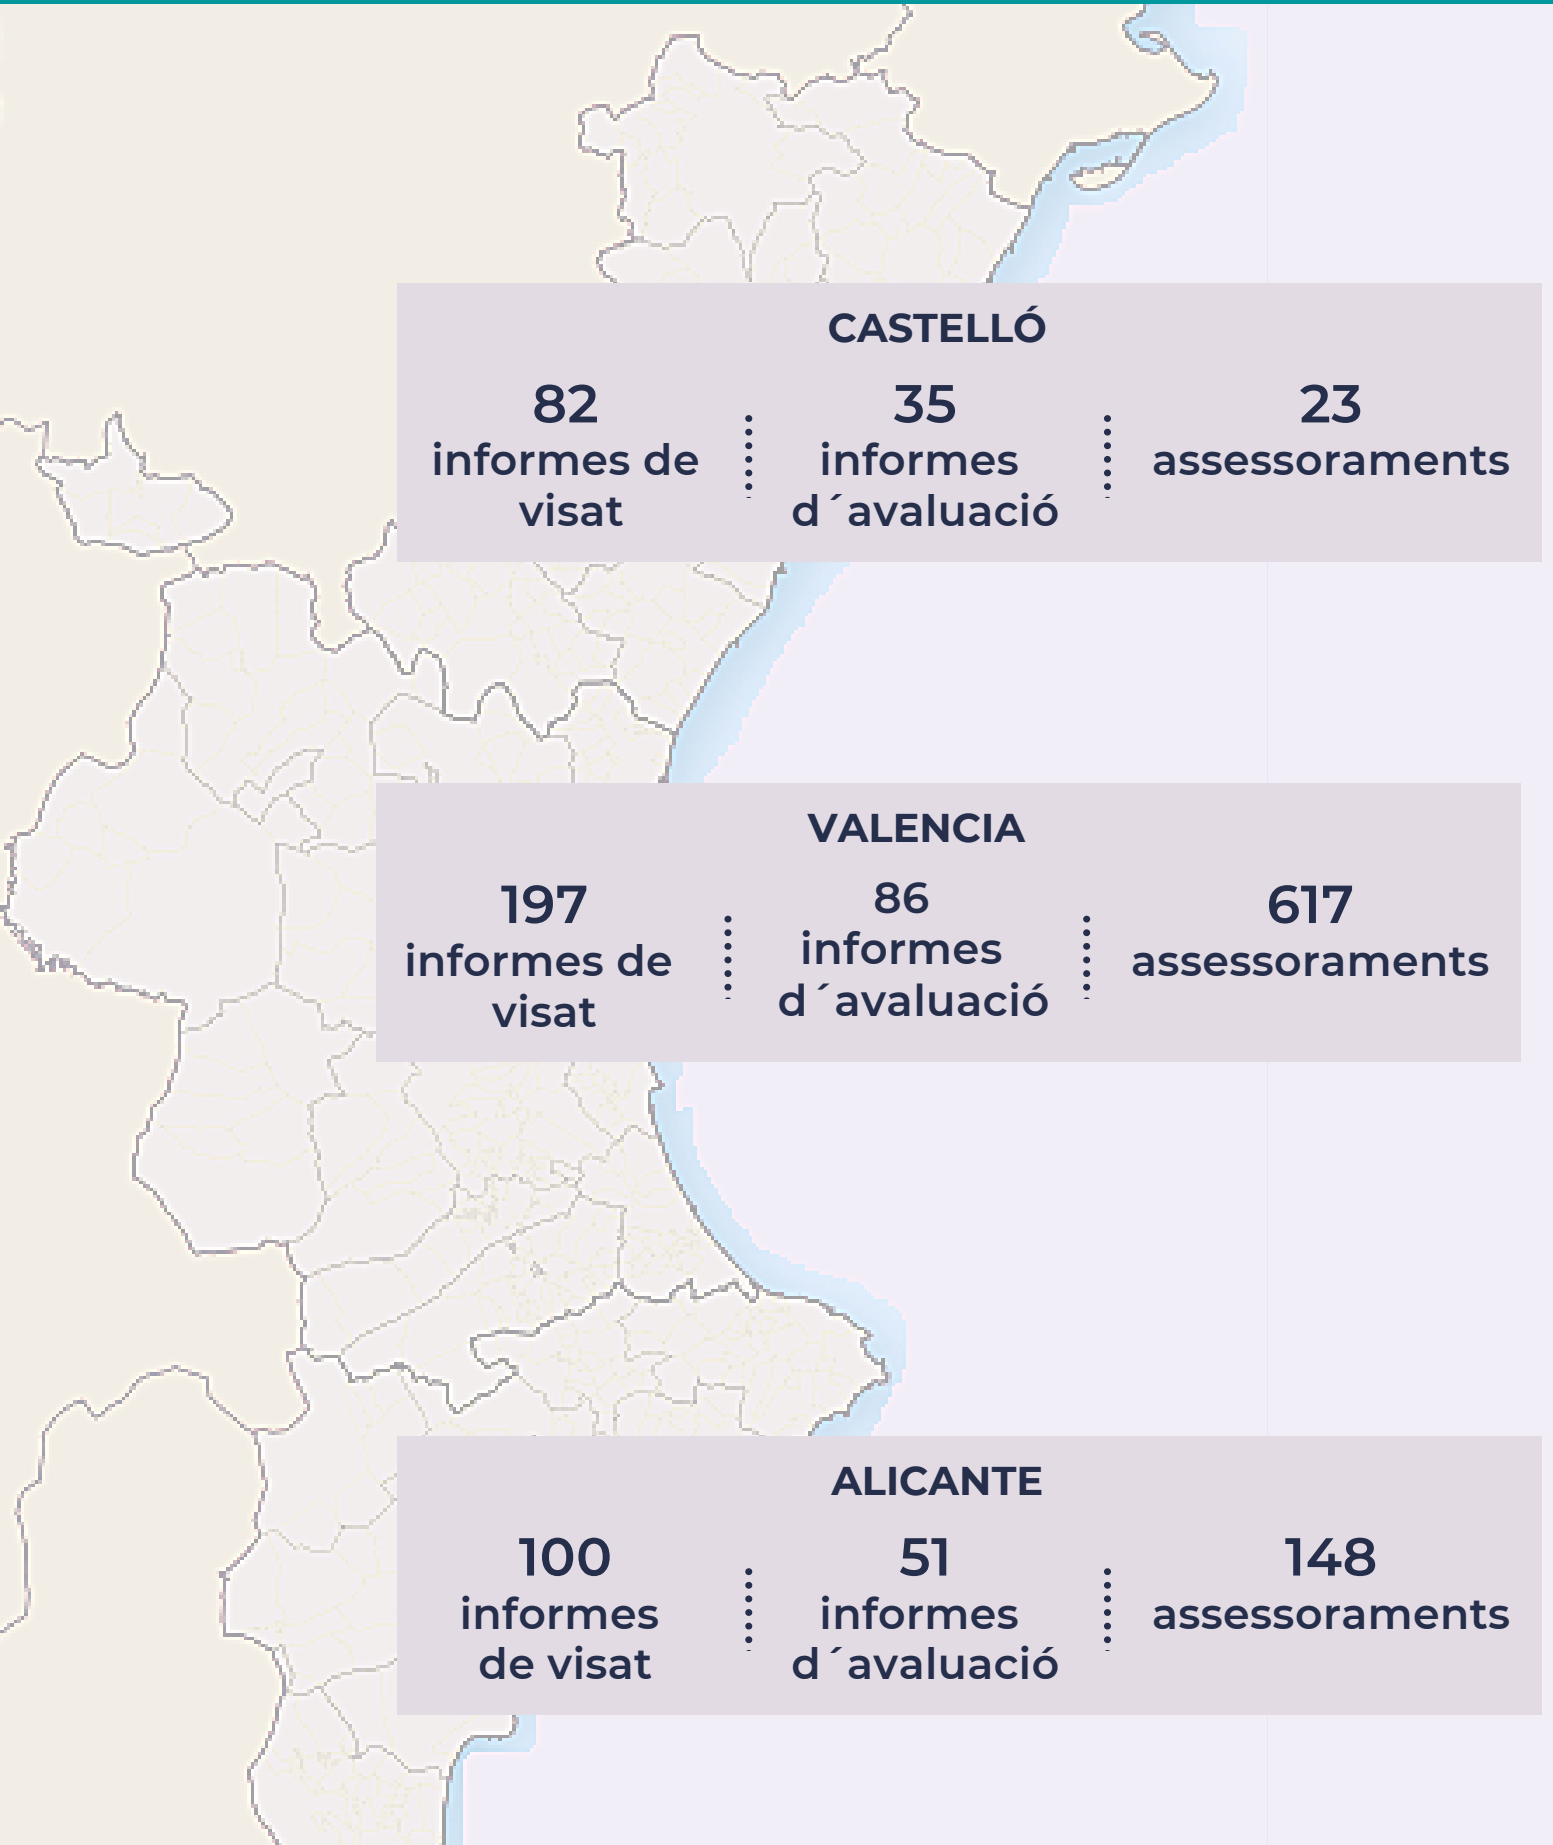 CASTELLÓ
82
informes de
visat
35
informes
d´avaluació
23
assessoraments
VALENCIA
197
informes de
visat
86
informes
d´avaluació
617
assessoraments
ALICANTE
100
informes
de visat
51
informes
d´avaluació
148
assessoraments